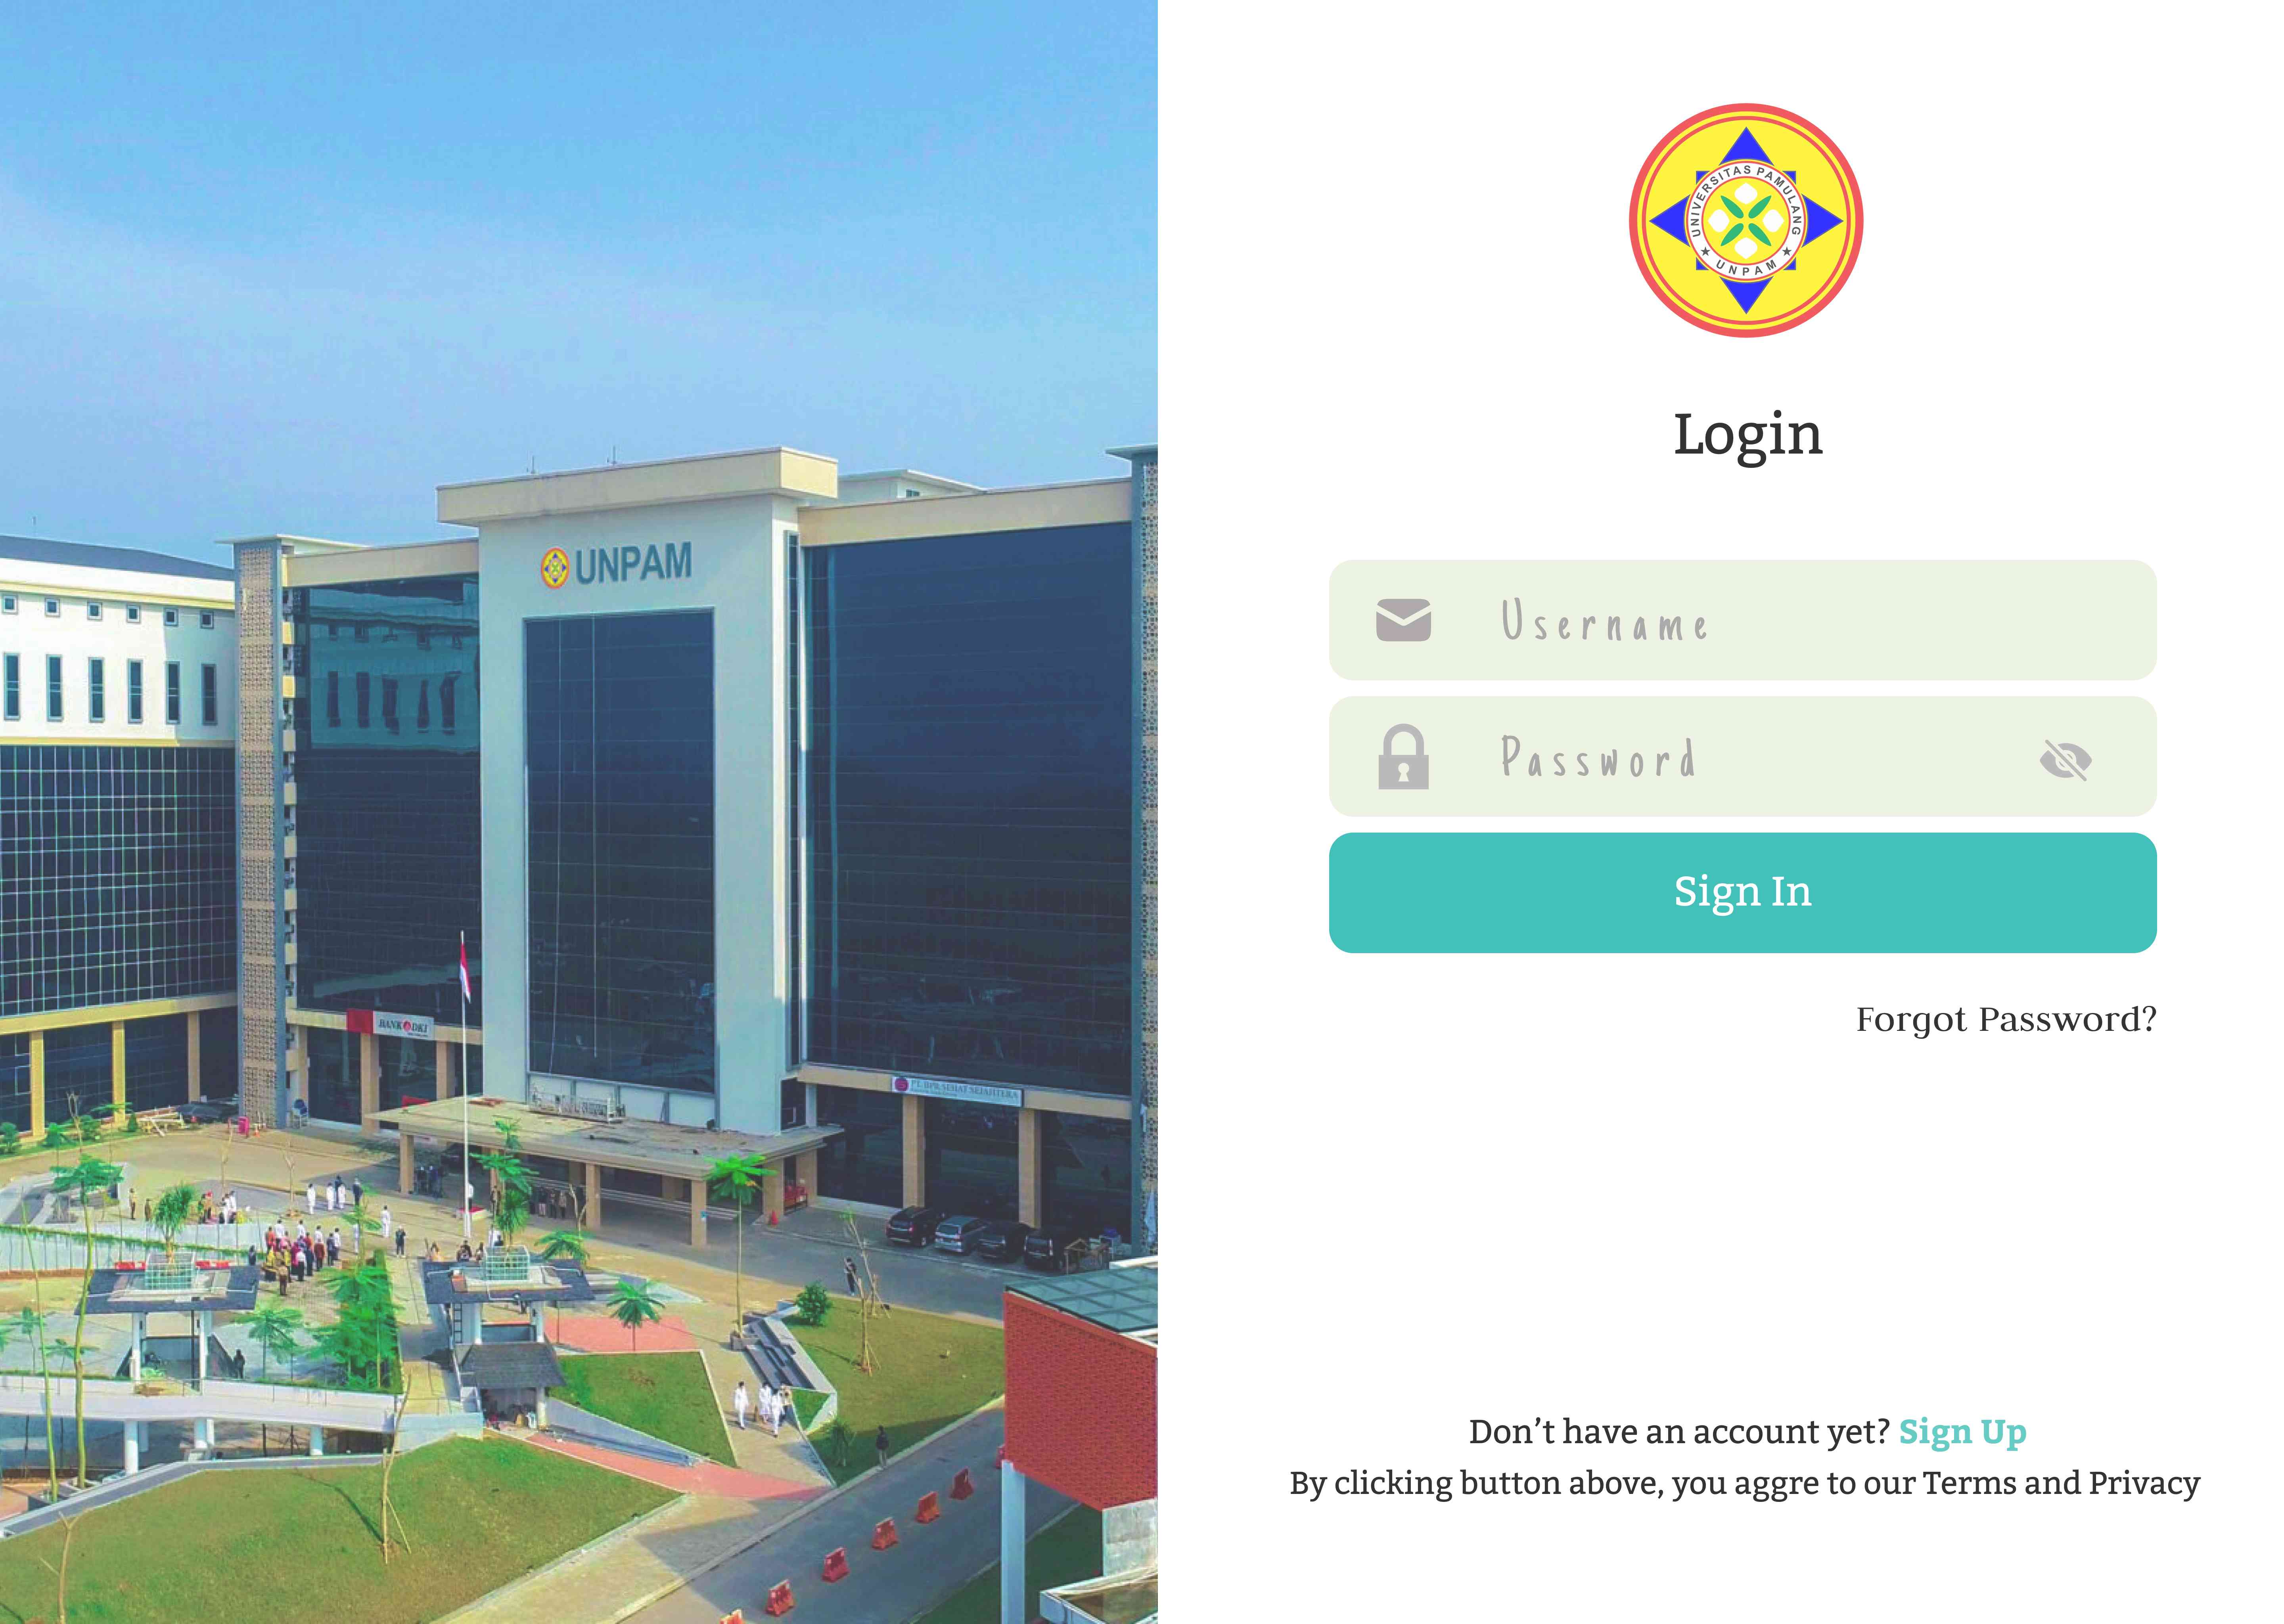 UNPAM
BANK DKI
PT. BPR SEHAT SEJAHTERA
UNIVERSITAS PAMULANG
UNPAM
Login
Username
Password
Sign In
Forgot Password?
Don’t have an account yet? Sign Up
By clicking button above, you aggre to our Terms and Privacy